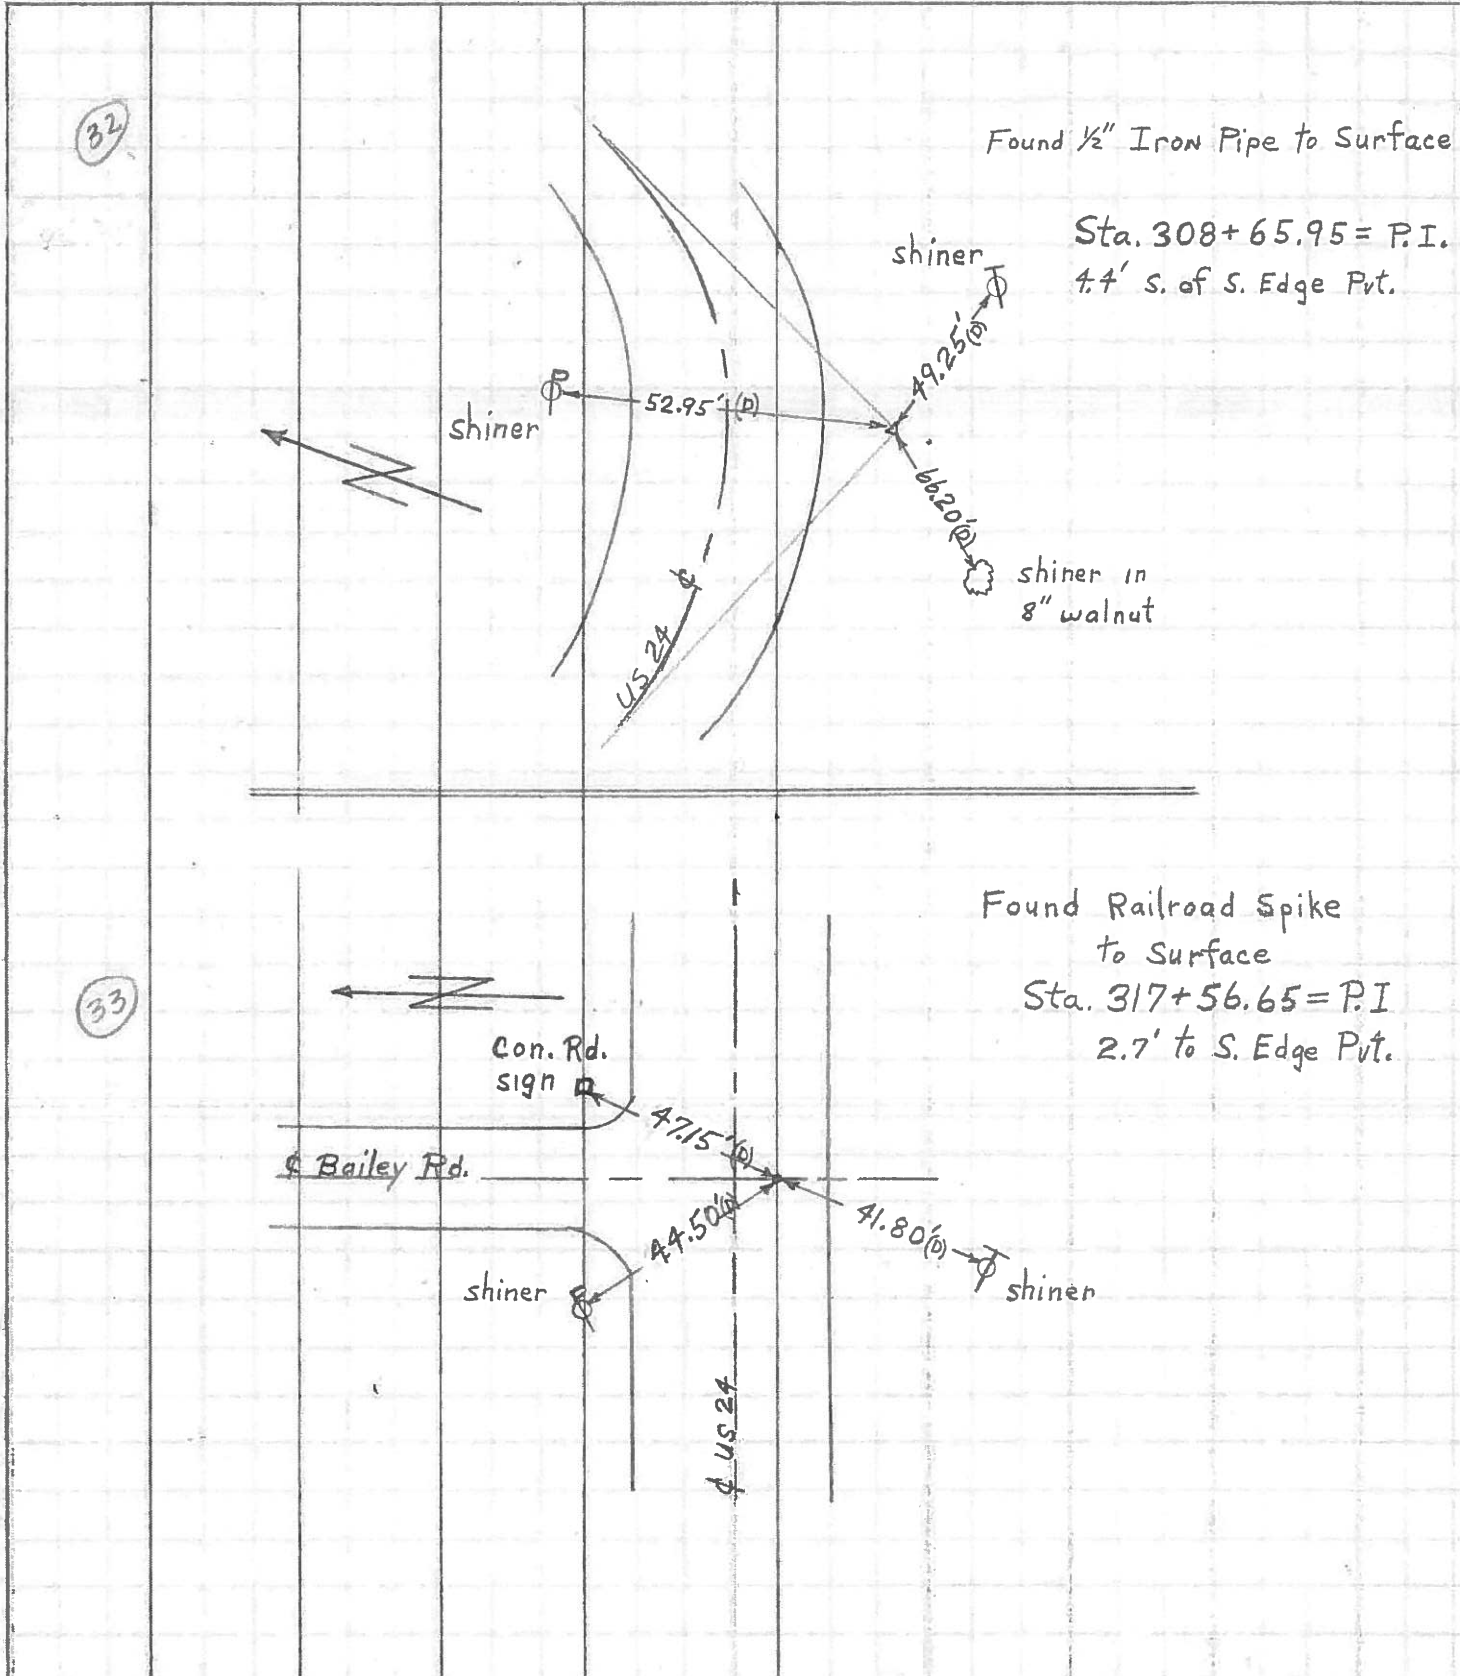 32
Found ½" Iron Pipe to Surface
Sta. 308+65.95 = P.I.
4.4' S. of S. Edge Pvt.
shiner
49.25' (D)
52.95' (D)
shiner
66.20' (D)
shiner in
8" walnut
℄
US 24
33
Found Railroad Spike
to Surface
Sta. 317+56.65 = P.I
2.7' to S. Edge Pvt.
Con. Rd.
sign
47.15' (D)
℄ Bailey Rd.
44.50' (D)
41.80' (D)
shiner
shiner
℄ US 24